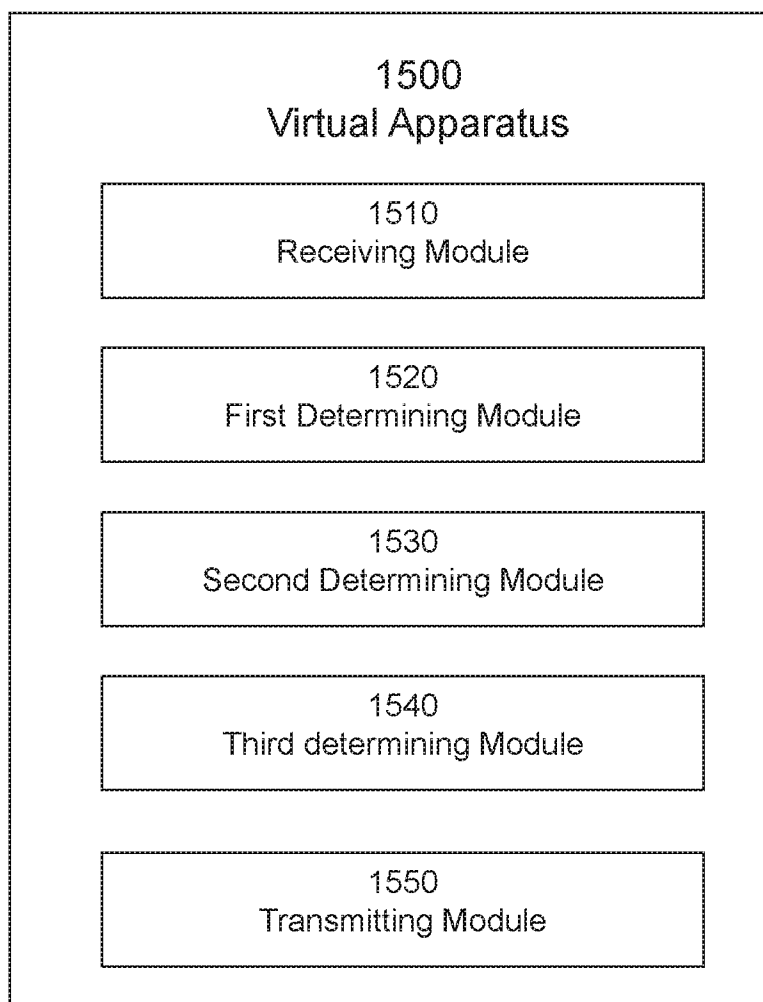 1500
Virtual Apparatus
1510
Receiving Module
1520
First Determining Module
1530
Second Determining Module
1540
Third determining Module
1550
Transmitting Module